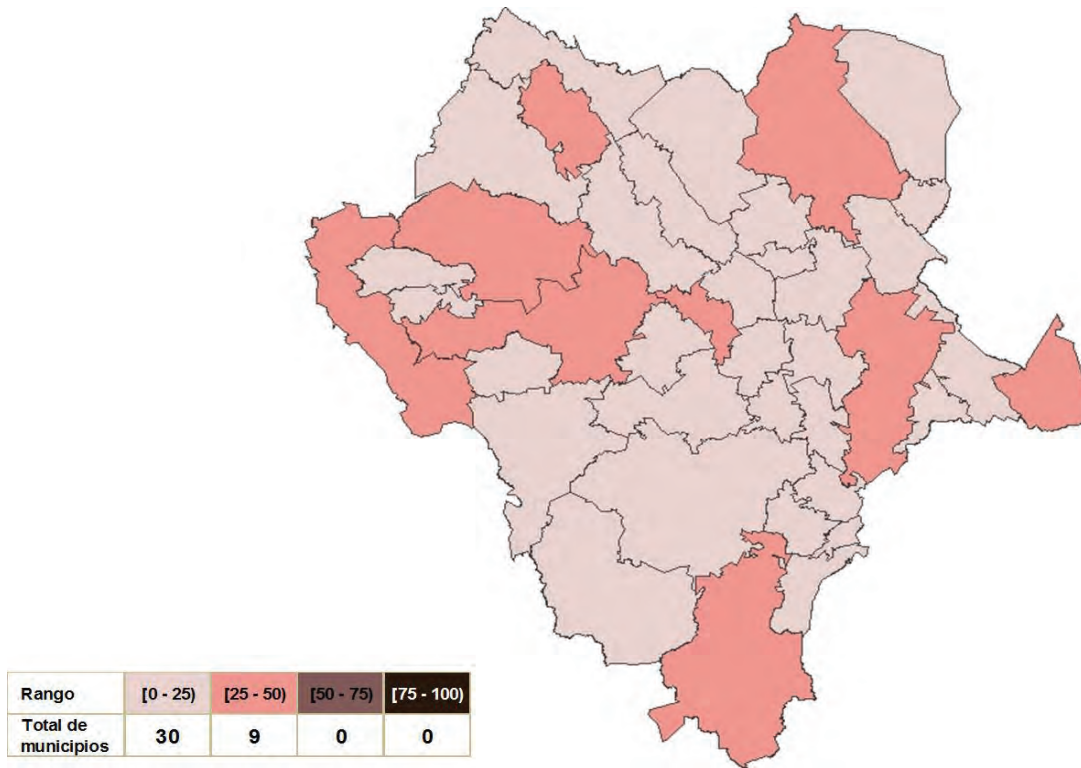 Rango [0 - 25) [25 - 50) [50 - 75) [75 - 100)
Total de municipios 30 9 0 0